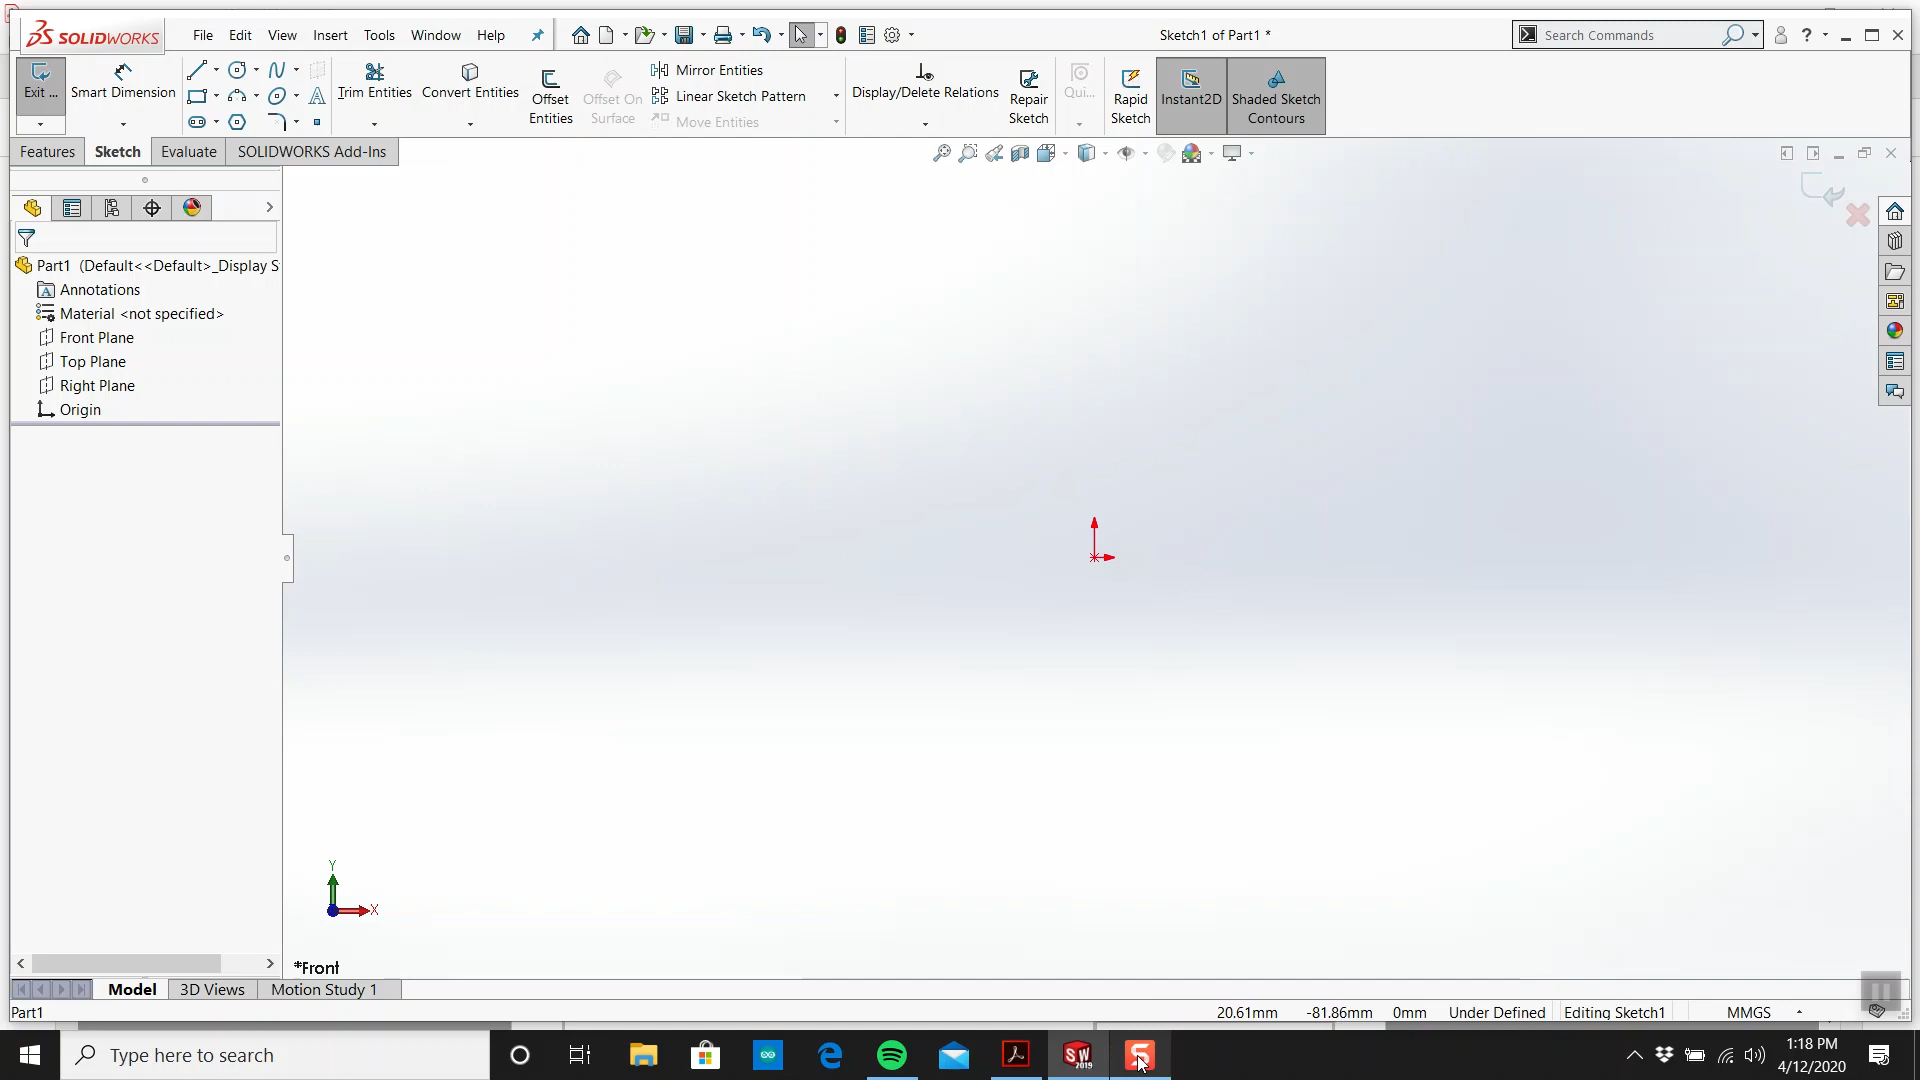 SOLIDWORKS File Edit View Insert Tools Window Help Sketch1 of Part1 * Search Commands ?
Exit ... Smart Dimension Trim Entities Convert Entities Offset Entities Offset On Surface Mirror Entities Display/Delete Relations Repair Sketch Qui... Rapid Sketch Instant2D Shaded Sketch Contours
Linear Sketch Pattern
Move Entities
Features Sketch Evaluate SOLIDWORKS Add-Ins
Part1 (Default<<Default>_Display S
Annotations
Material <not specified>
Front Plane
Top Plane
Right Plane
Origin
Y
X
*Front
Model 3D Views Motion Study 1
Part1 20.61mm -81.86mm 0mm Under Defined Editing Sketch1 MMGS
Type here to search SW 2019 S 1:18 PM
4/12/2020